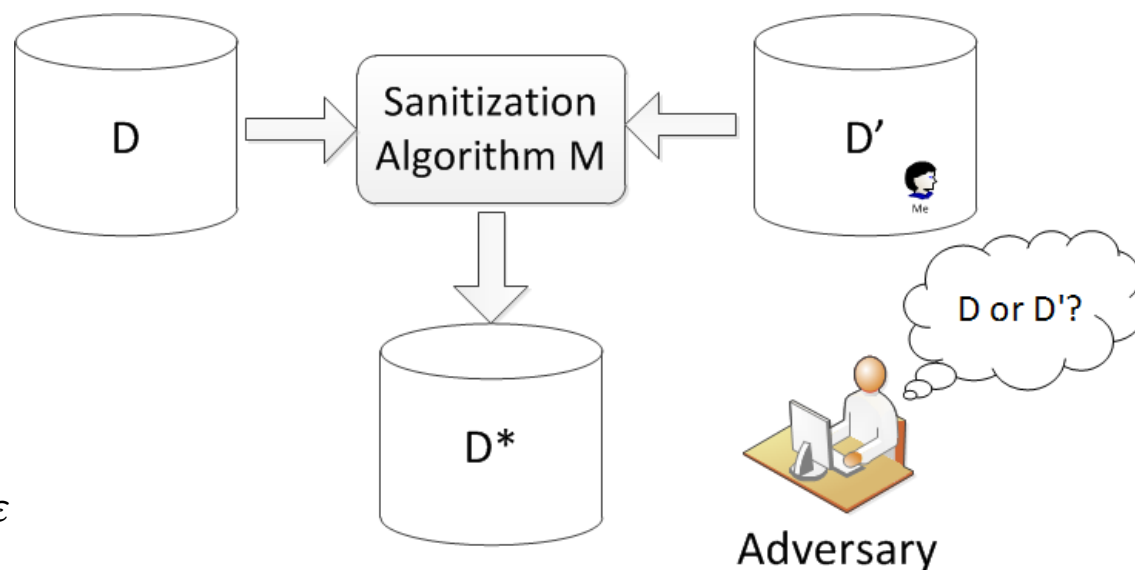 D
Sanitization
Algorithm M
D’
Me
D or D'?
D*
ε
Adversary